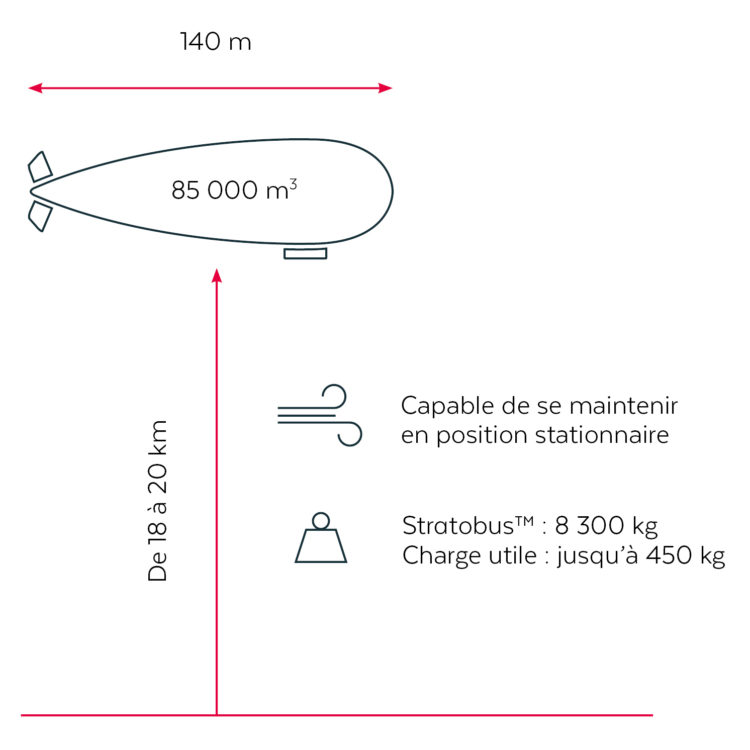 140 m
85 000 m³
De 18 à 20 km
Capable de se maintenir
en position stationnaire
Stratobus™ : 8 300 kg
Charge utile : jusqu’à 450 kg